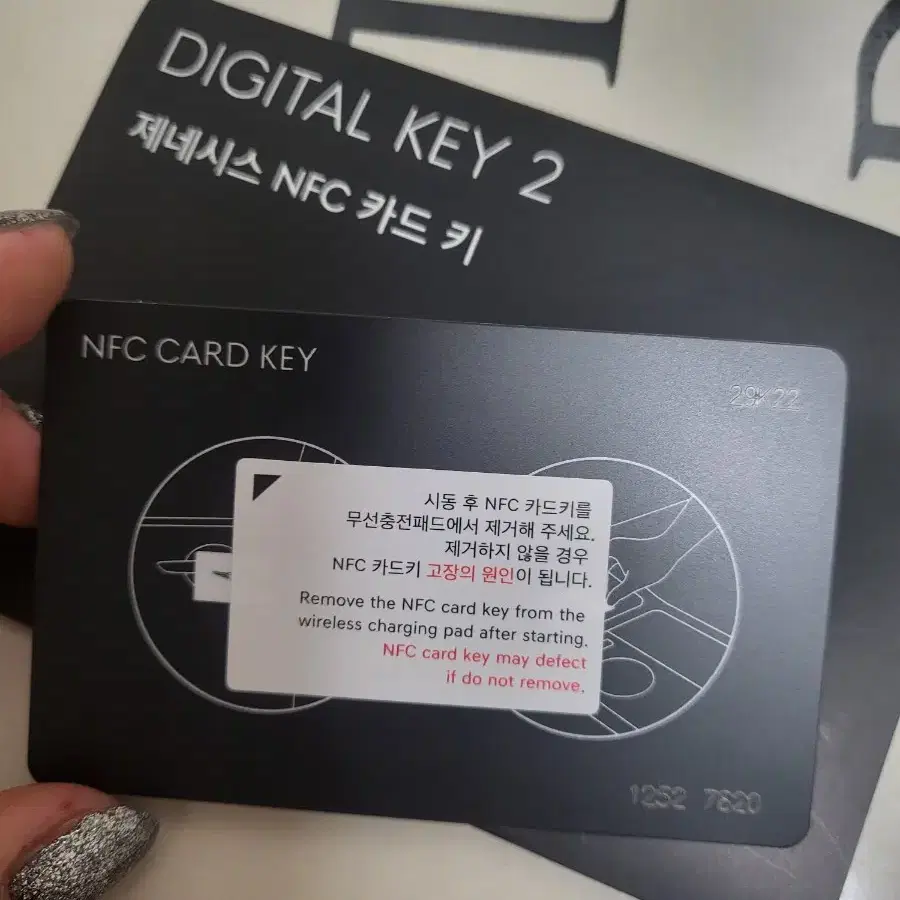 DIGITAL KEY 2
제네시스 NFC 카드 키
NFC CARD KEY
시동 후 NFC 카드키를
무선충전패드에서 제거해 주세요.
제거하지 않을 경우
NFC 카드키 고장의 원인이 됩니다.
Remove the NFC card key from the
wireless charging pad after starting.
NFC card key may defect
if do not remove.
1252 7620